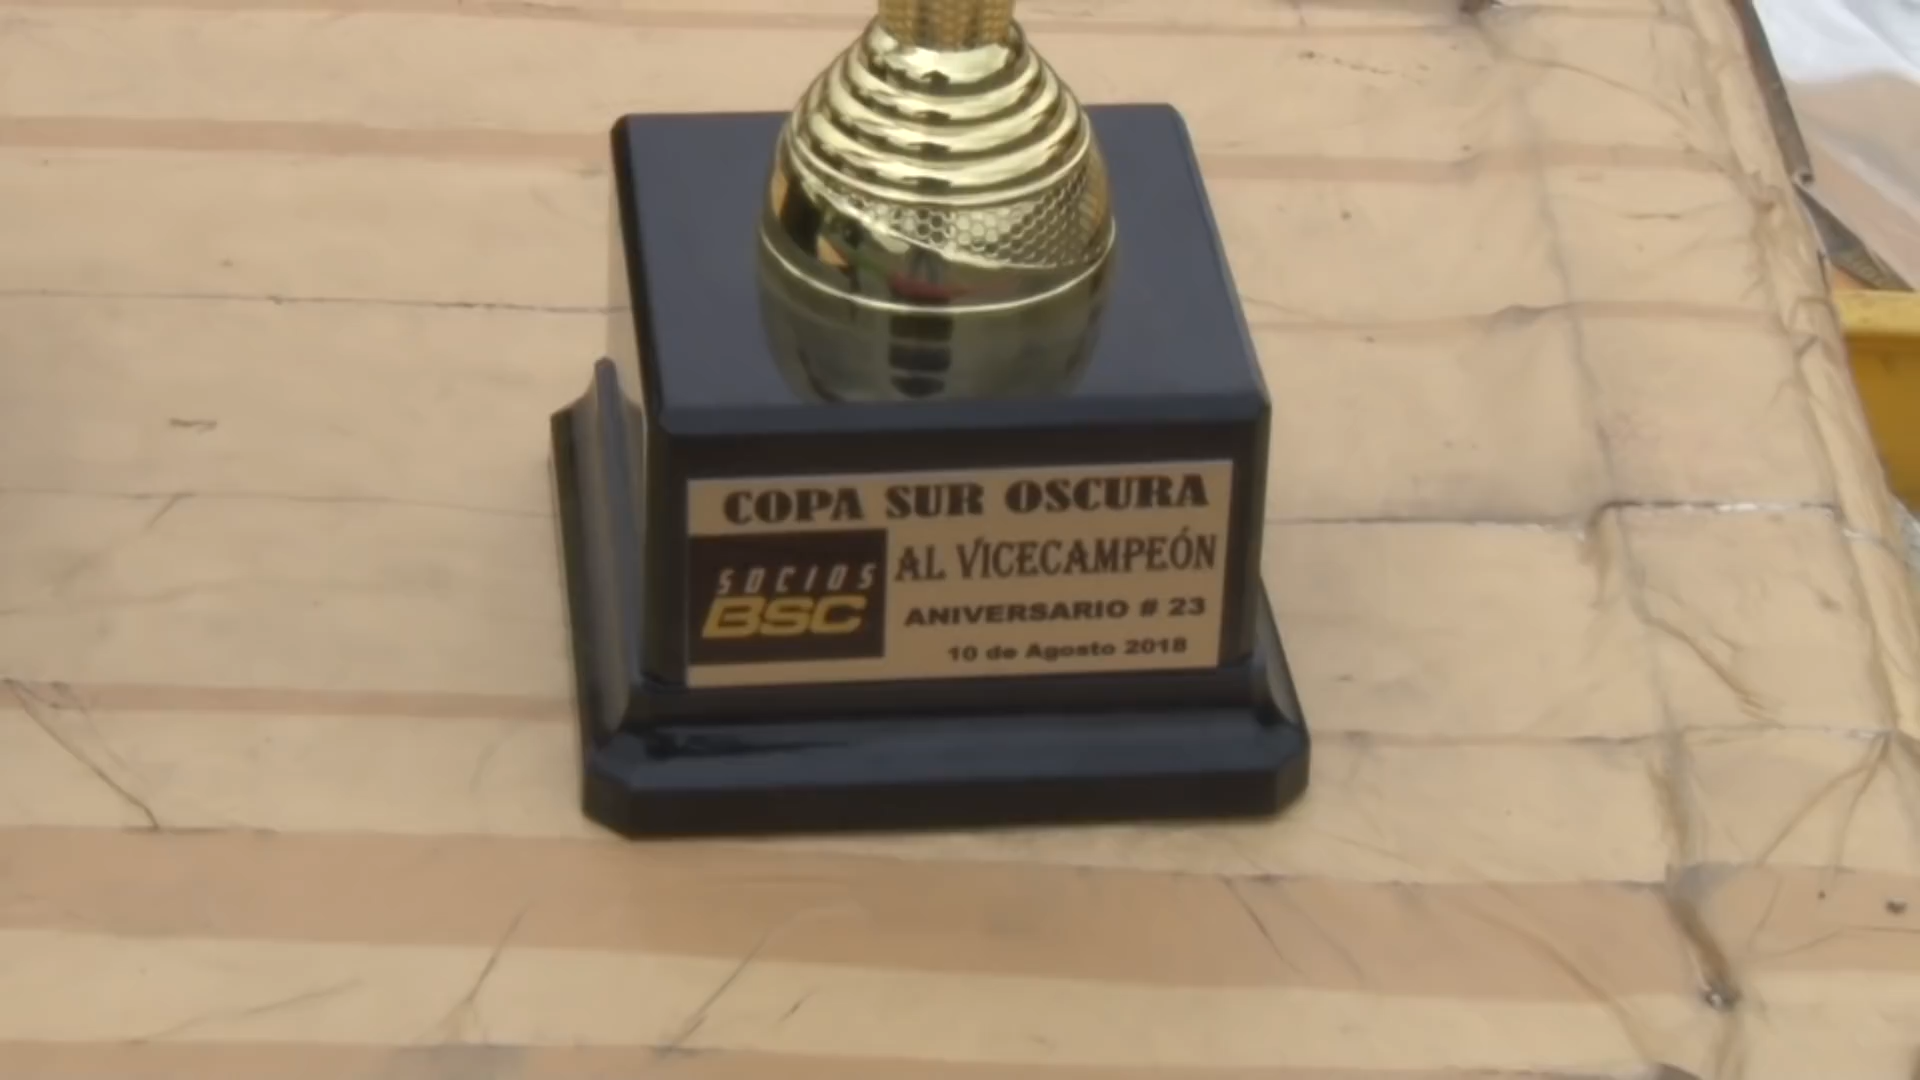 COPA SUR OSCURA
AL VICECAMPEÓN
SOCIOS
BSC
ANIVERSARIO # 23
10 de Agosto 2018